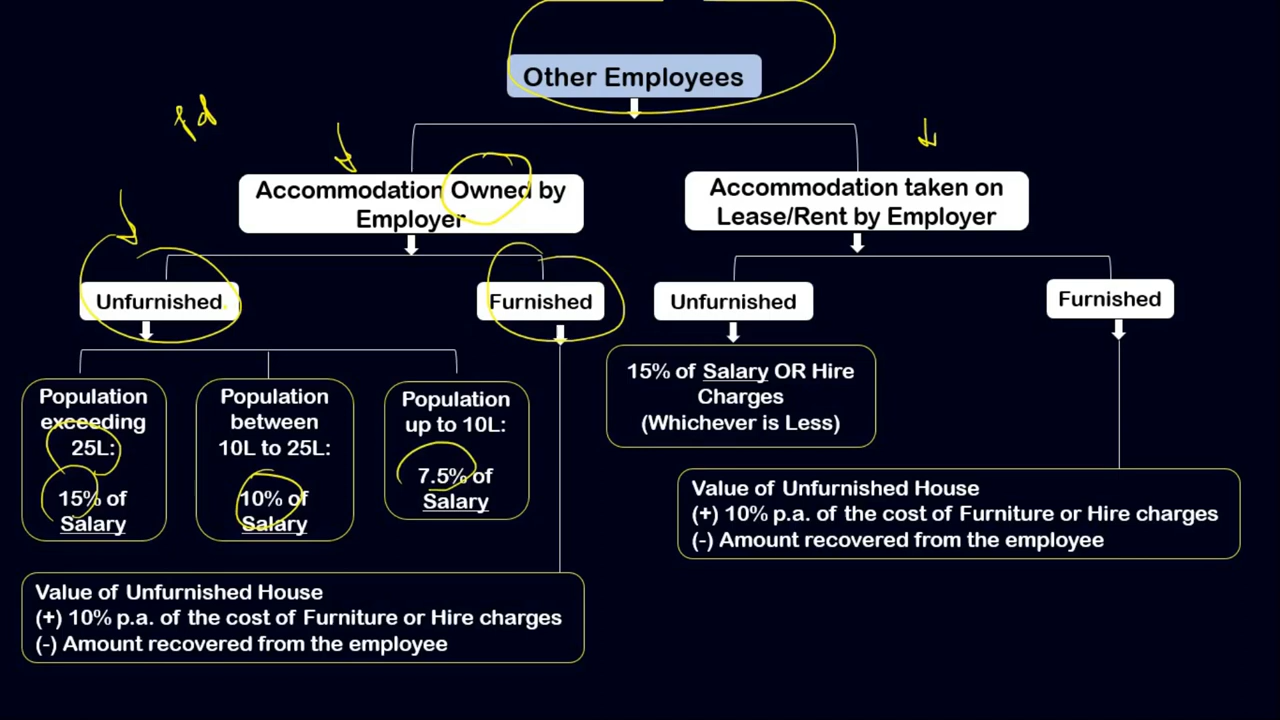 Other Employees
Accommodation Owned by
Employer
Accommodation taken on
Lease/Rent by Employer
Unfurnished
Furnished
Unfurnished
Furnished
Population
exceeding
25L:
15% of
Salary
Population
between
10L to 25L:
10% of
Salary
Population
up to 10L:
7.5% of
Salary
15% of Salary OR Hire
Charges
(Whichever is Less)
Value of Unfurnished House
(+) 10% p.a. of the cost of Furniture or Hire charges
(-) Amount recovered from the employee
Value of Unfurnished House
(+) 10% p.a. of the cost of Furniture or Hire charges
(-) Amount recovered from the employee